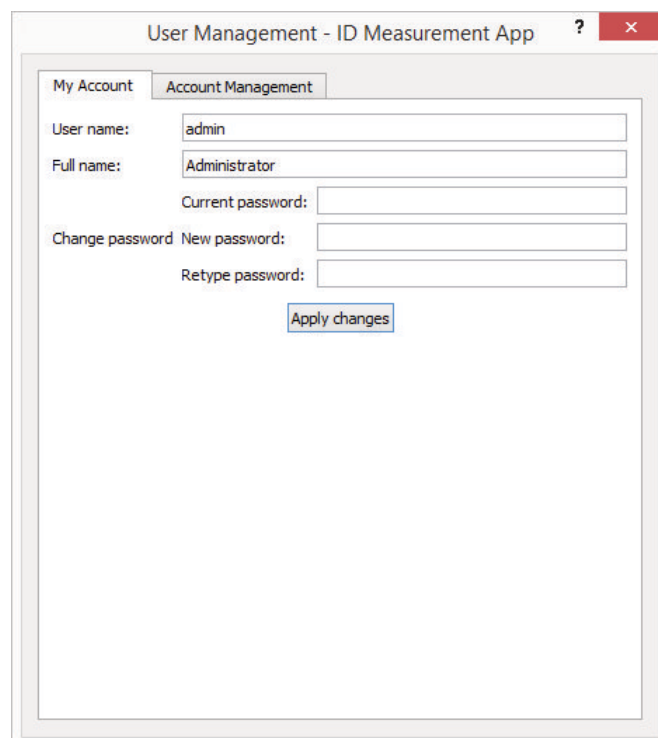 User Management - ID Measurement App ? ×
My Account Account Management
User name: admin
Full name: Administrator
Current password:
Change password New password:
Retype password:
Apply changes